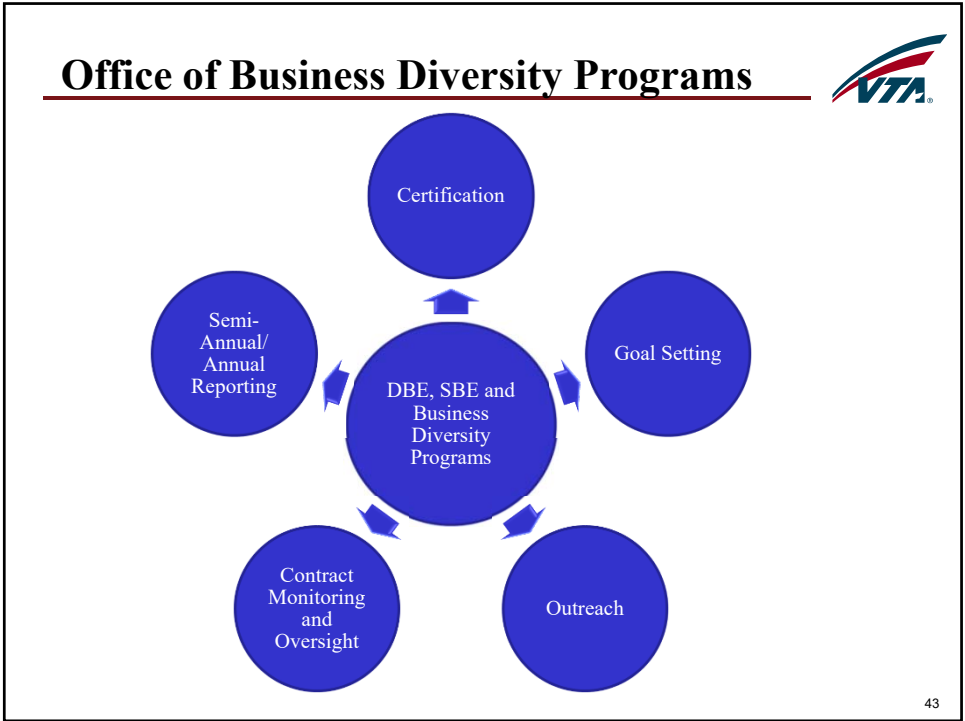 Office of Business Diversity Programs
VTA
Certification
Semi-
Annual/
Annual
Reporting
Goal Setting
DBE, SBE and
Business
Diversity
Programs
Contract
Monitoring
and
Oversight
Outreach
43